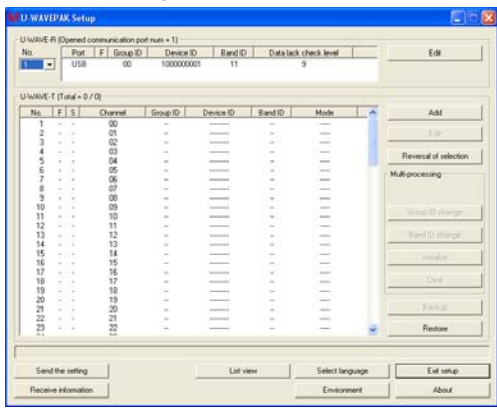 U-WAVEPAK Setup
U-WAVE-R (Opened communication port num = 1)
No. Port F Group ID Device ID Band ID Data lack check level
1 USB 00 1000000001 11 9
Edit
U-WAVE-T (Total = 0 / 0)
No. F S Channel Group ID Device ID Band ID Mode
1 - - 00 -- -------- -- ----
2 - - 01 -- -------- -- ----
3 - - 02 -- -------- -- ----
4 - - 03 -- -------- -- ----
5 - - 04 -- -------- -- ----
6 - - 05 -- -------- -- ----
7 - - 06 -- -------- -- ----
8 - - 07 -- -------- -- ----
9 - - 08 -- -------- -- ----
10 - - 09 -- -------- -- ----
11 - - 10 -- -------- -- ----
12 - - 11 -- -------- -- ----
13 - - 12 -- -------- -- ----
14 - - 13 -- -------- -- ----
15 - - 14 -- -------- -- ----
16 - - 15 -- -------- -- ----
17 - - 16 -- -------- -- ----
18 - - 17 -- -------- -- ----
19 - - 18 -- -------- -- ----
20 - - 19 -- -------- -- ----
21 - - 20 -- -------- -- ----
22 - - 21 -- -------- -- ----
23 - - 22 -- -------- -- ----
Add
Edit
Reversal of selection
Multi-processing
Group ID change
Band ID change
Initialize
Clear
Backup
Restore
Send the setting List view Select language Exit setup
Receive information Environment About